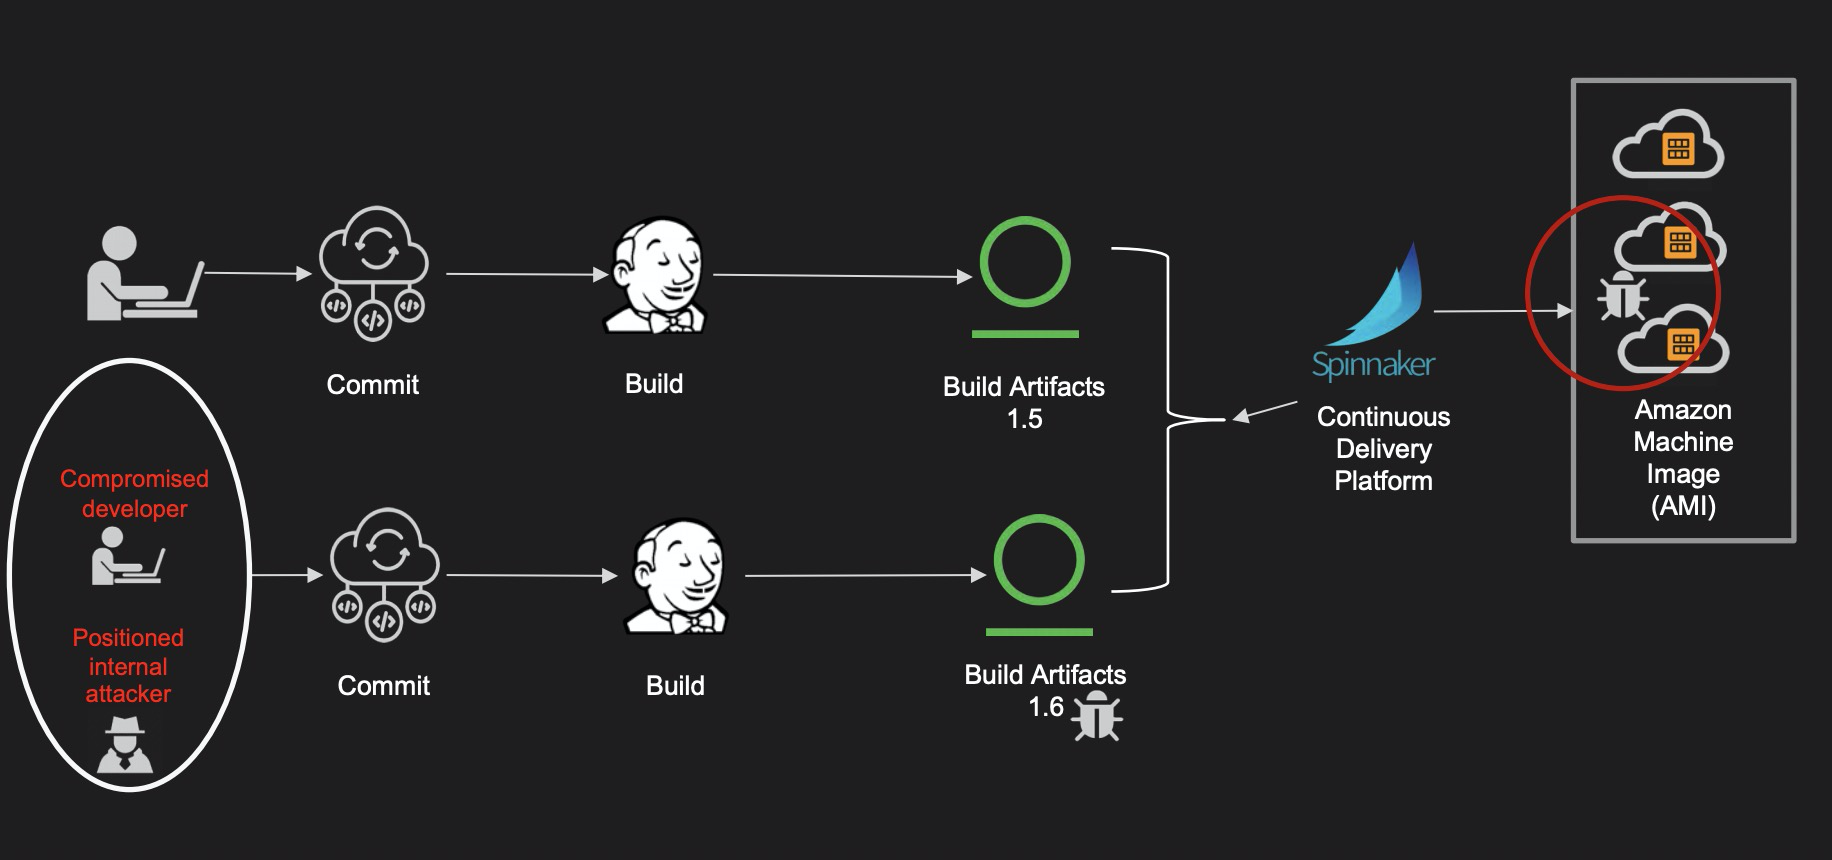 Commit
Build
Build Artifacts
1.5
Spinnaker
Continuous
Delivery
Platform
Amazon
Machine
Image
(AMI)
Compromised
developer
Positioned
internal
attacker
Commit
Build
Build Artifacts
1.6